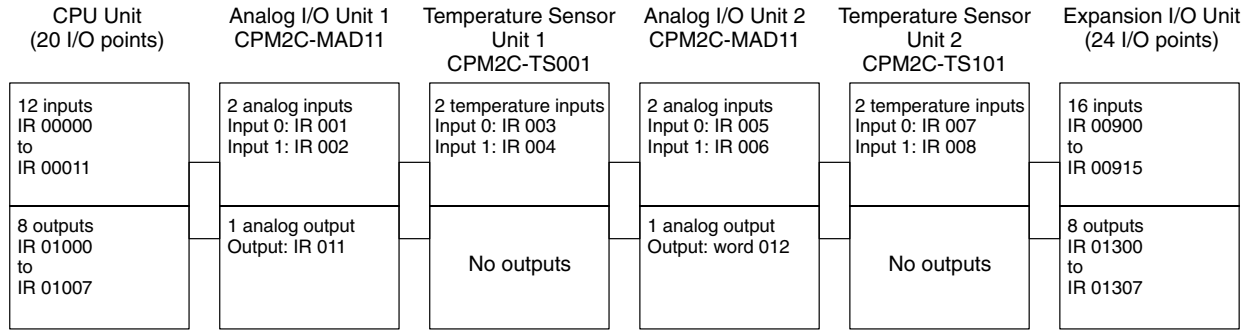 CPU Unit
(20 I/O points)
Analog I/O Unit 1
CPM2C-MAD11
Temperature Sensor
Unit 1
CPM2C-TS001
Analog I/O Unit 2
CPM2C-MAD11
Temperature Sensor
Unit 2
CPM2C-TS101
Expansion I/O Unit
(24 I/O points)
12 inputs
IR 00000
to
IR 00011
2 analog inputs
Input 0: IR 001
Input 1: IR 002
2 temperature inputs
Input 0: IR 003
Input 1: IR 004
2 analog inputs
Input 0: IR 005
Input 1: IR 006
2 temperature inputs
Input 0: IR 007
Input 1: IR 008
16 inputs
IR 00900
to
IR 00915
8 outputs
IR 01000
to
IR 01007
1 analog output
Output: IR 011
No outputs
1 analog output
Output: word 012
No outputs
8 outputs
IR 01300
to
IR 01307